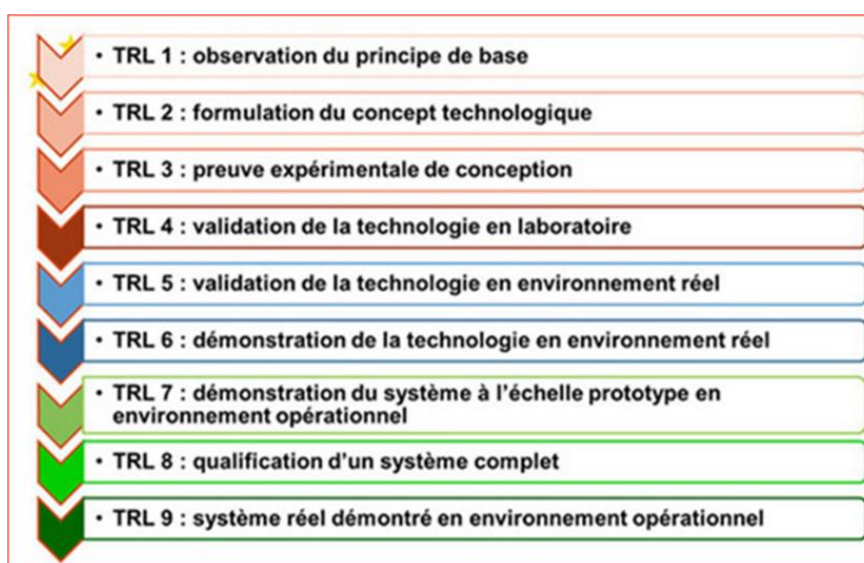 • TRL 1 : observation du principe de base
• TRL 2 : formulation du concept technologique
• TRL 3 : preuve expérimentale de conception
• TRL 4 : validation de la technologie en laboratoire
• TRL 5 : validation de la technologie en environnement réel
• TRL 6 : démonstration de la technologie en environnement réel
• TRL 7 : démonstration du système à l’échelle prototype en
environnement opérationnel
• TRL 8 : qualification d’un système complet
• TRL 9 : système réel démontré en environnement opérationnel